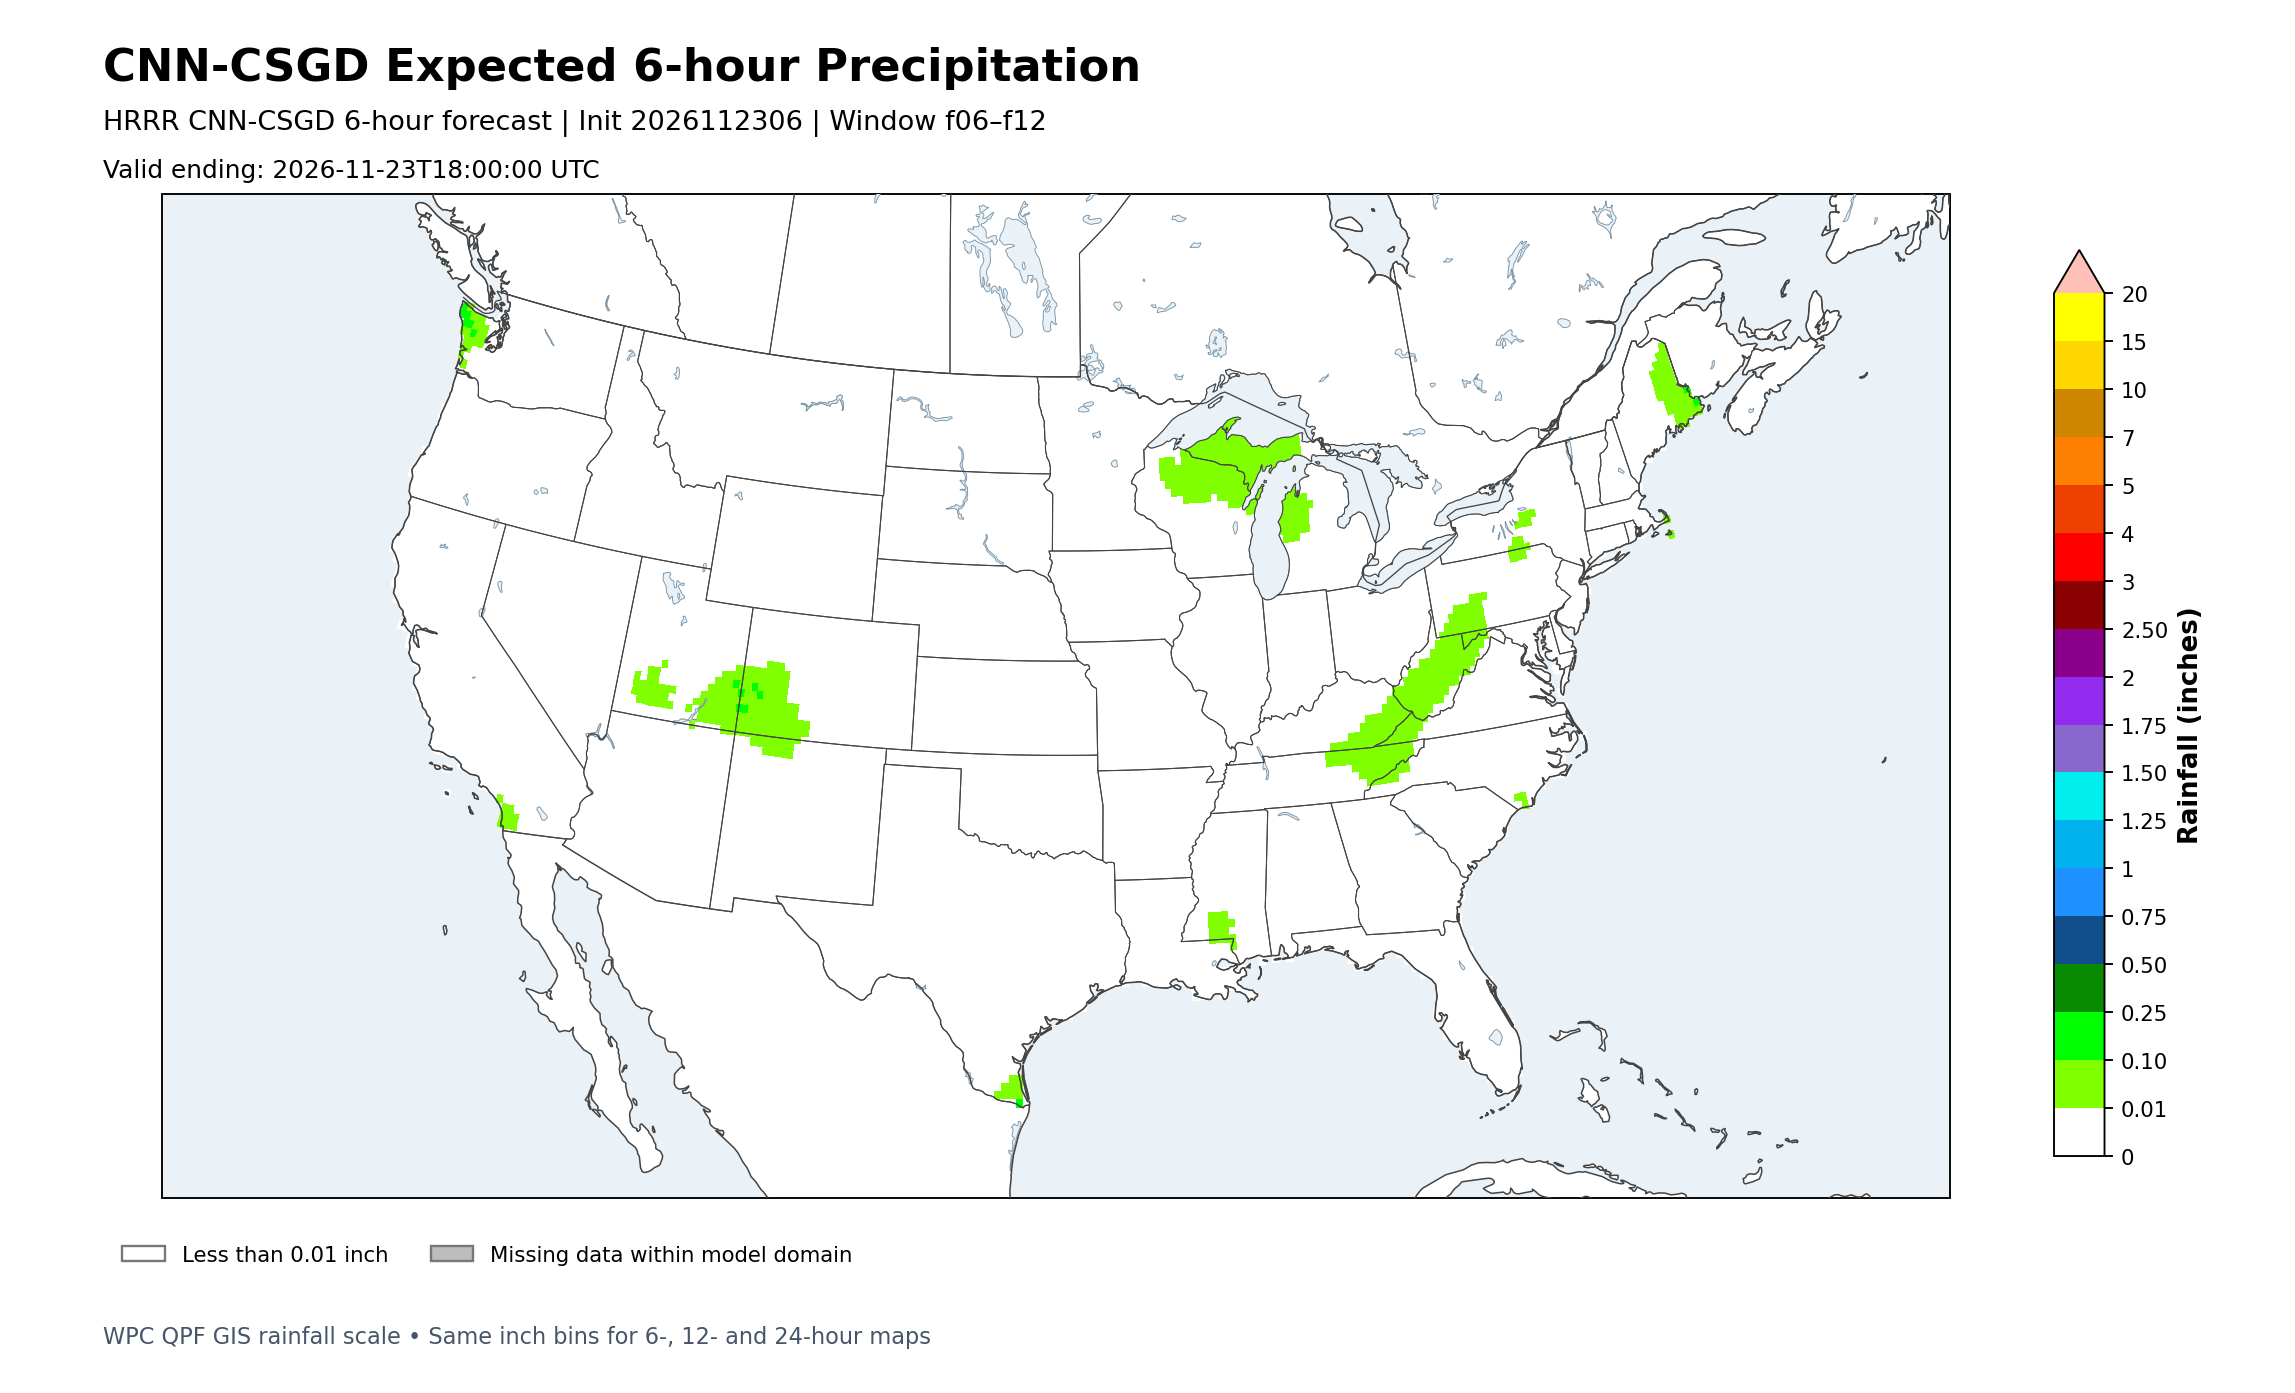 CNN-CSGD Expected 6-hour Precipitation
HRRR CNN-CSGD 6-hour forecast | Init 2026112306 | Window f06–f12
Valid ending: 2026-11-23T18:00:00 UTC
20
15
10
7
5
4
3
2.50
2
1.75
1.50
1.25
1
0.75
0.50
0.25
0.10
0.01
0
Rainfall (inches)
Less than 0.01 inch
Missing data within model domain
WPC QPF GIS rainfall scale • Same inch bins for 6-, 12- and 24-hour maps